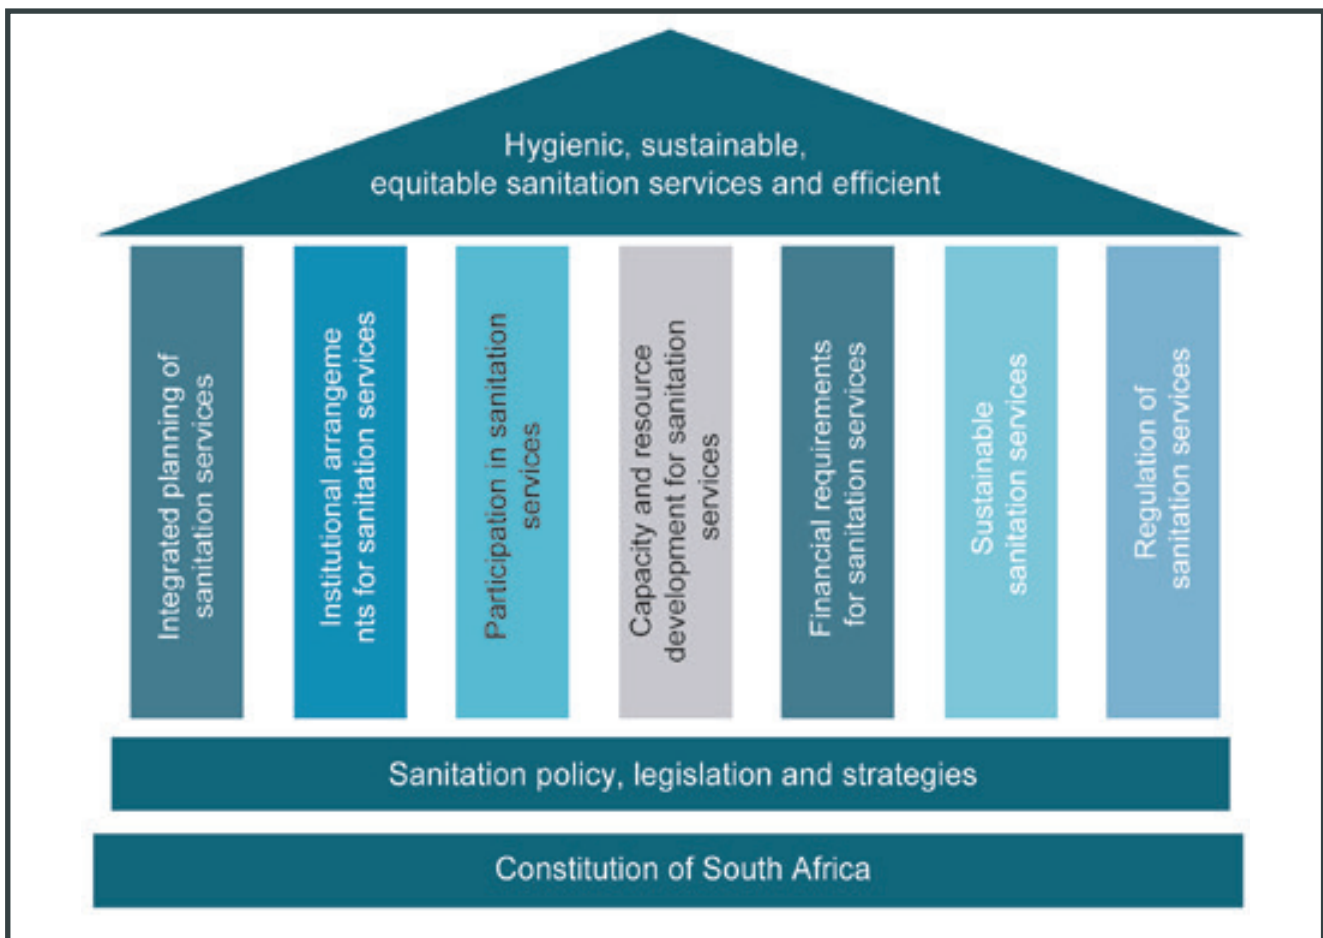 Hygienic, sustainable,
equitable sanitation services and efficient
Integrated planning of
sanitation services
Institutional arrangeme
nts for sanitation services
Participation in sanitation
services
Capacity and resource
development for sanitation
services
Financial requirements
for sanitation services
Sustainable
sanitation services
Regulation of
sanitation services
Sanitation policy, legislation and strategies
Constitution of South Africa